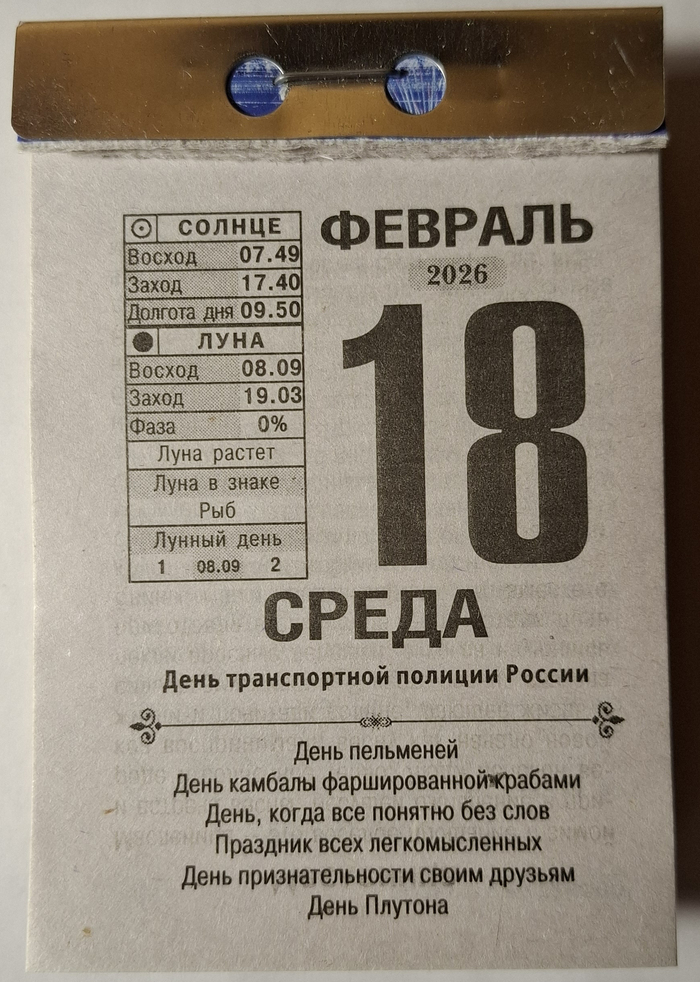 СОЛНЦЕ
Восход 07.49
Заход 17.40
Долгота дня 09.50
ЛУНА
Восход 08.09
Заход 19.03
Фаза 0%
Луна растет
Луна в знаке
Рыб
Лунный день
1 08.09 2
ФЕВРАЛЬ
2026
18
СРЕДА
День транспортной полиции России
День пельменей
День камбалы фаршированной крабами
День, когда все понятно без слов
Праздник всех легкомысленных
День признательности своим друзьям
День Плутона